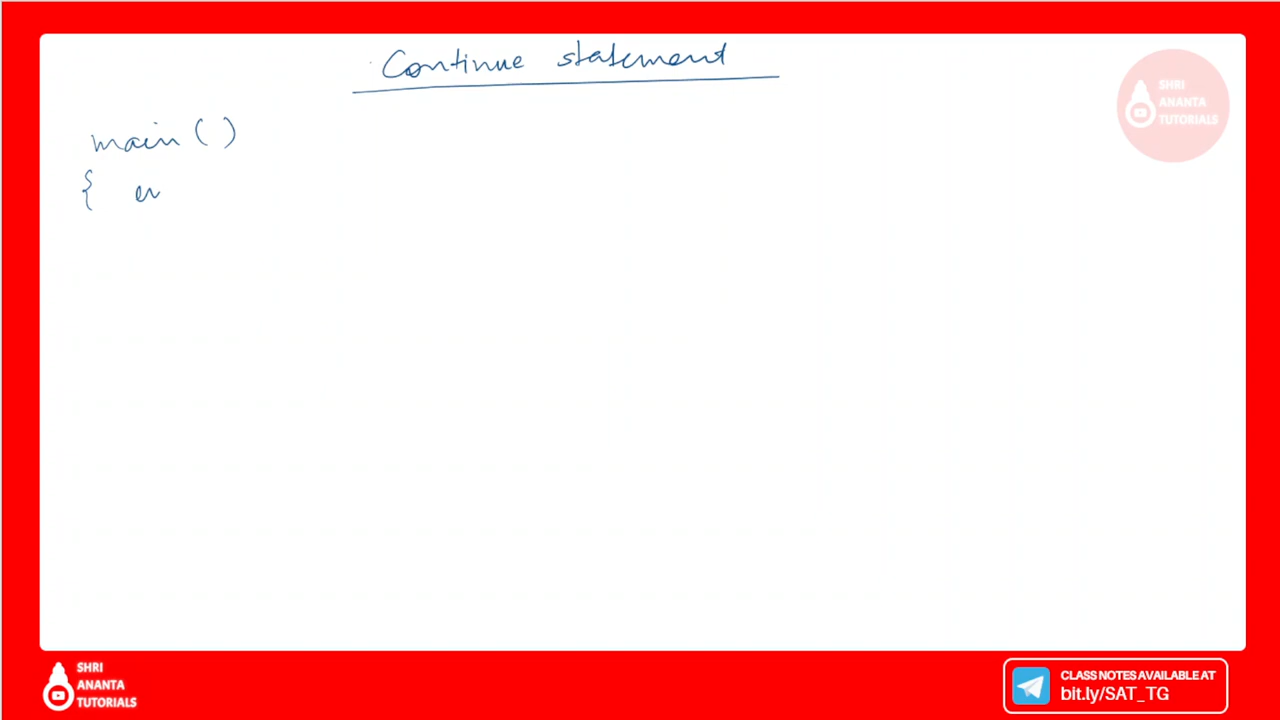 Continue statement
SHRI
ANANTA
TUTORIALS
main()
{
SHRI
ANANTA
TUTORIALS
CLASS NOTES AVAILABLE AT
bit.ly/SAT_TG